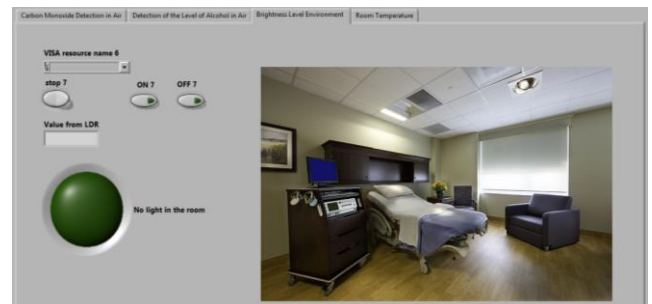 Carbon Monoxide Detection in Air
Detection of the Level of Alcohol in Air
Brightness Level Environment
Room Temperature
VISA resource name 6
stop 7
ON 7
OFF 7
Value from LDR
No light in the room